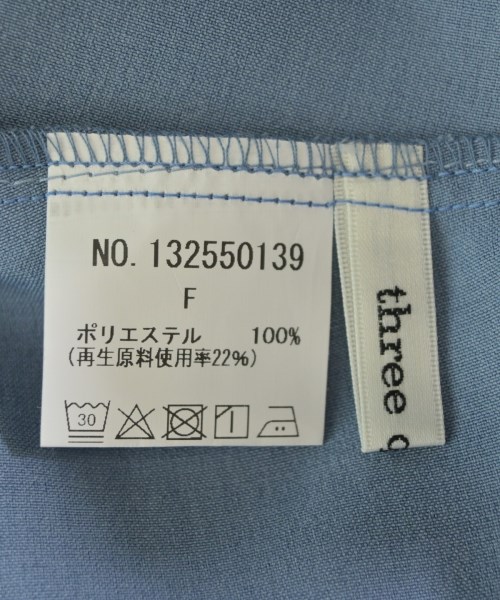 NO. 132550139
F
ポリエステル 100%
(再生原料使用率22%)
30
three